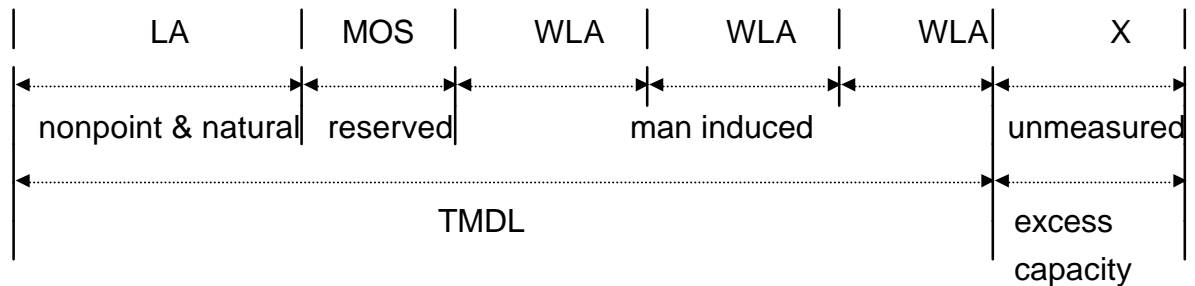 LA MOS WLA WLA WLA X
nonpoint & natural reserved man induced unmeasured
TMDL excess
capacity